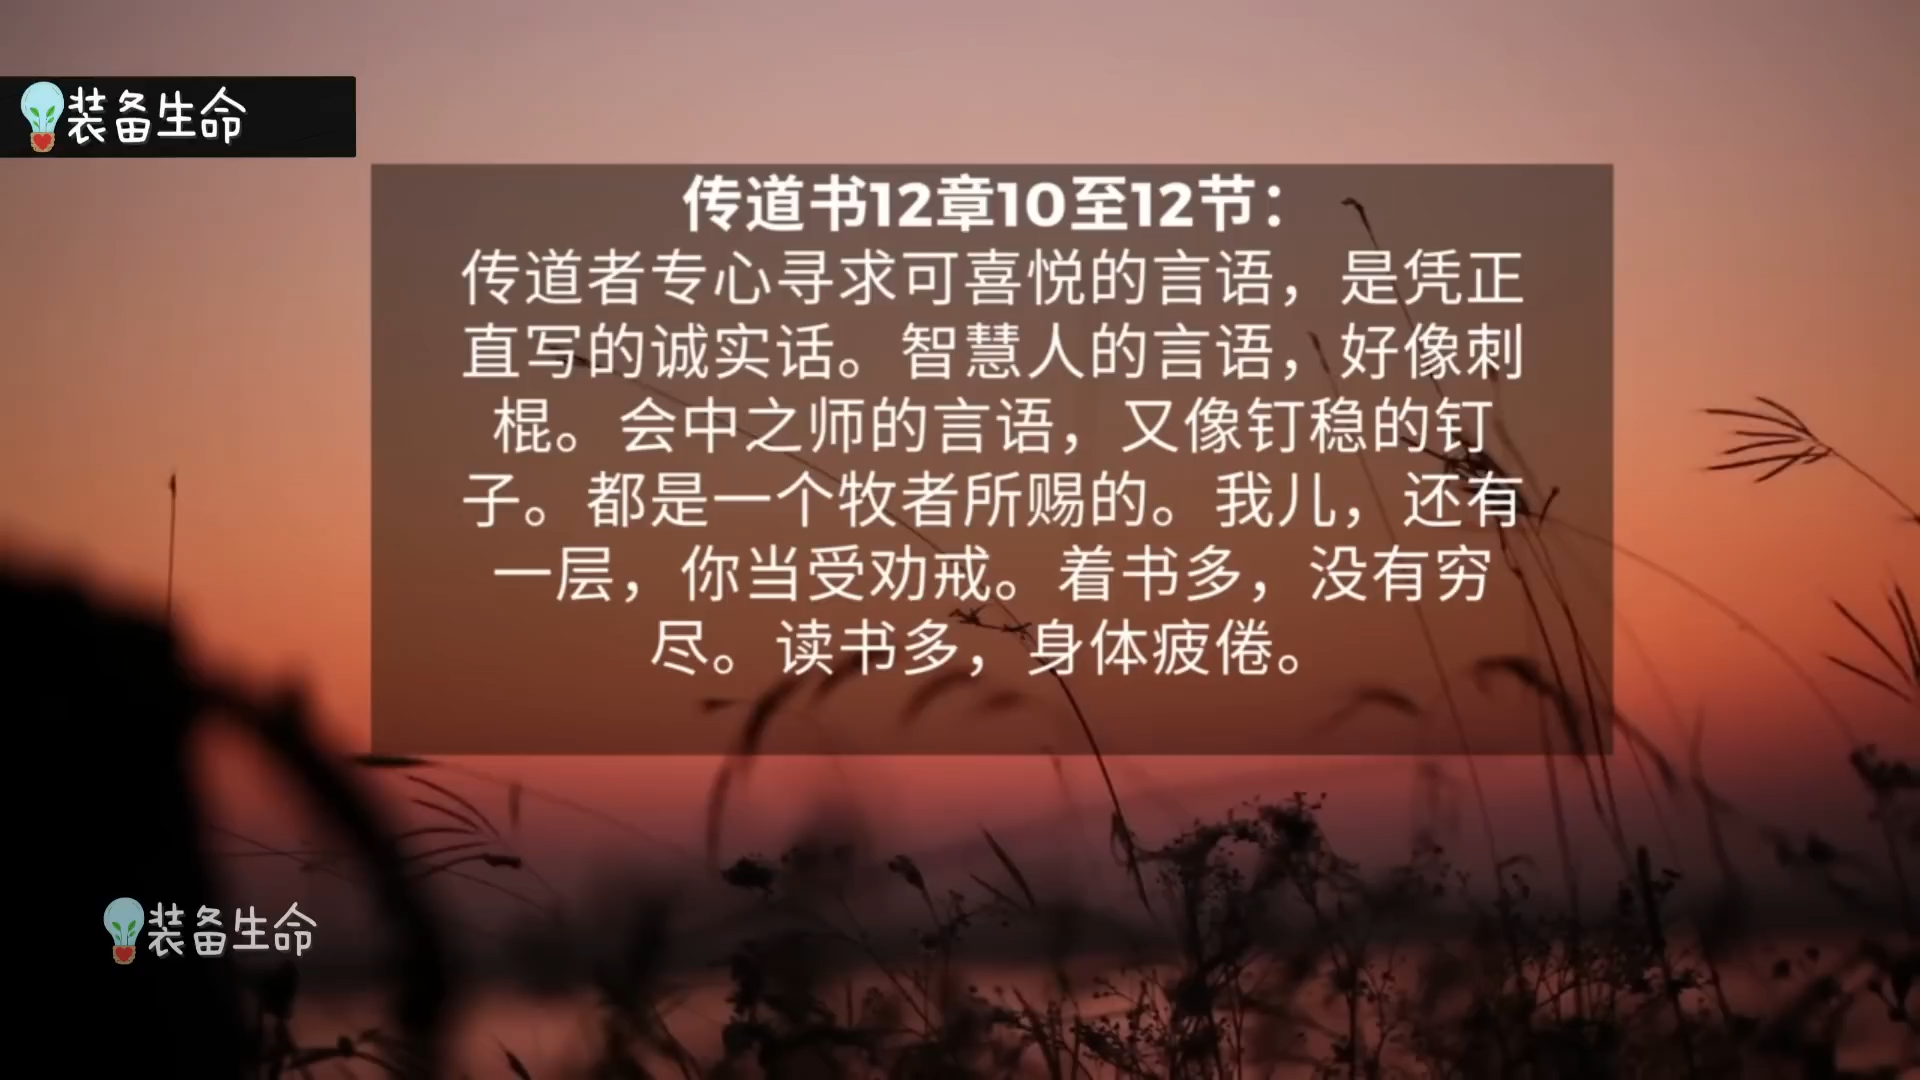 装备生命
传道书12章10至12节：
传道者专心寻求可喜悦的言语，是凭正
直写的诚实话。智慧人的言语，好像刺
棍。会中之师的言语，又像钉稳的钉
子。都是一个牧者所赐的。我儿，还有
一层，你当受劝戒。着书多，没有穷
尽。读书多，身体疲倦。
装备生命